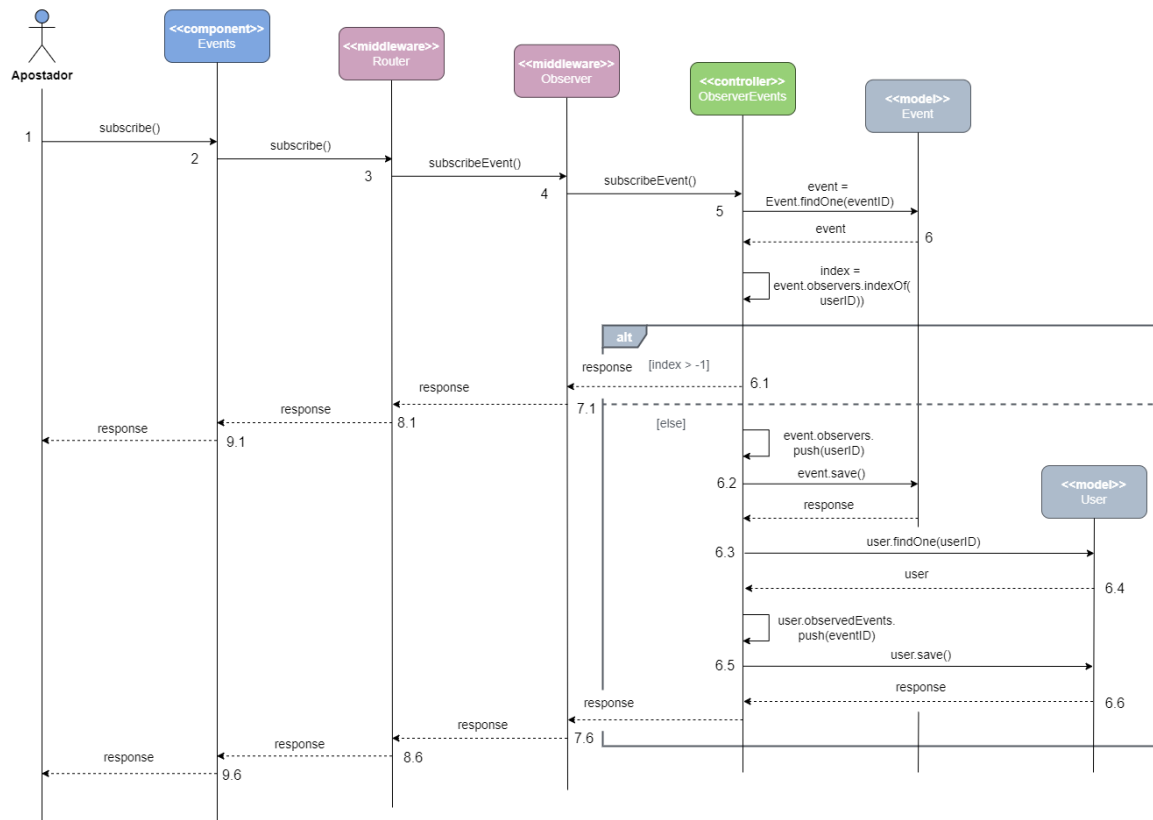 <<component>>
Events
<<middleware>>
Router
<<middleware>>
Observer
<<controller>>
ObserverEvents
<<model>>
Event
Apostador
1
subscribe()
2
subscribe()
3
subscribeEvent()
4
subscribeEvent()
5
event =
Event.findOne(eventID)
event
6
index =
event.observers.indexOf(
userID))
alt
response
[index > -1]
6.1
response
7.1
response
8.1
response
9.1
[else]
event.observers.
push(userID)
6.2
event.save()
<<model>>
User
response
6.3
user.findOne(userID)
user
6.4
user.observedEvents.
push(eventID)
6.5
user.save()
response
6.6
response
7.6
response
8.6
response
response
9.6